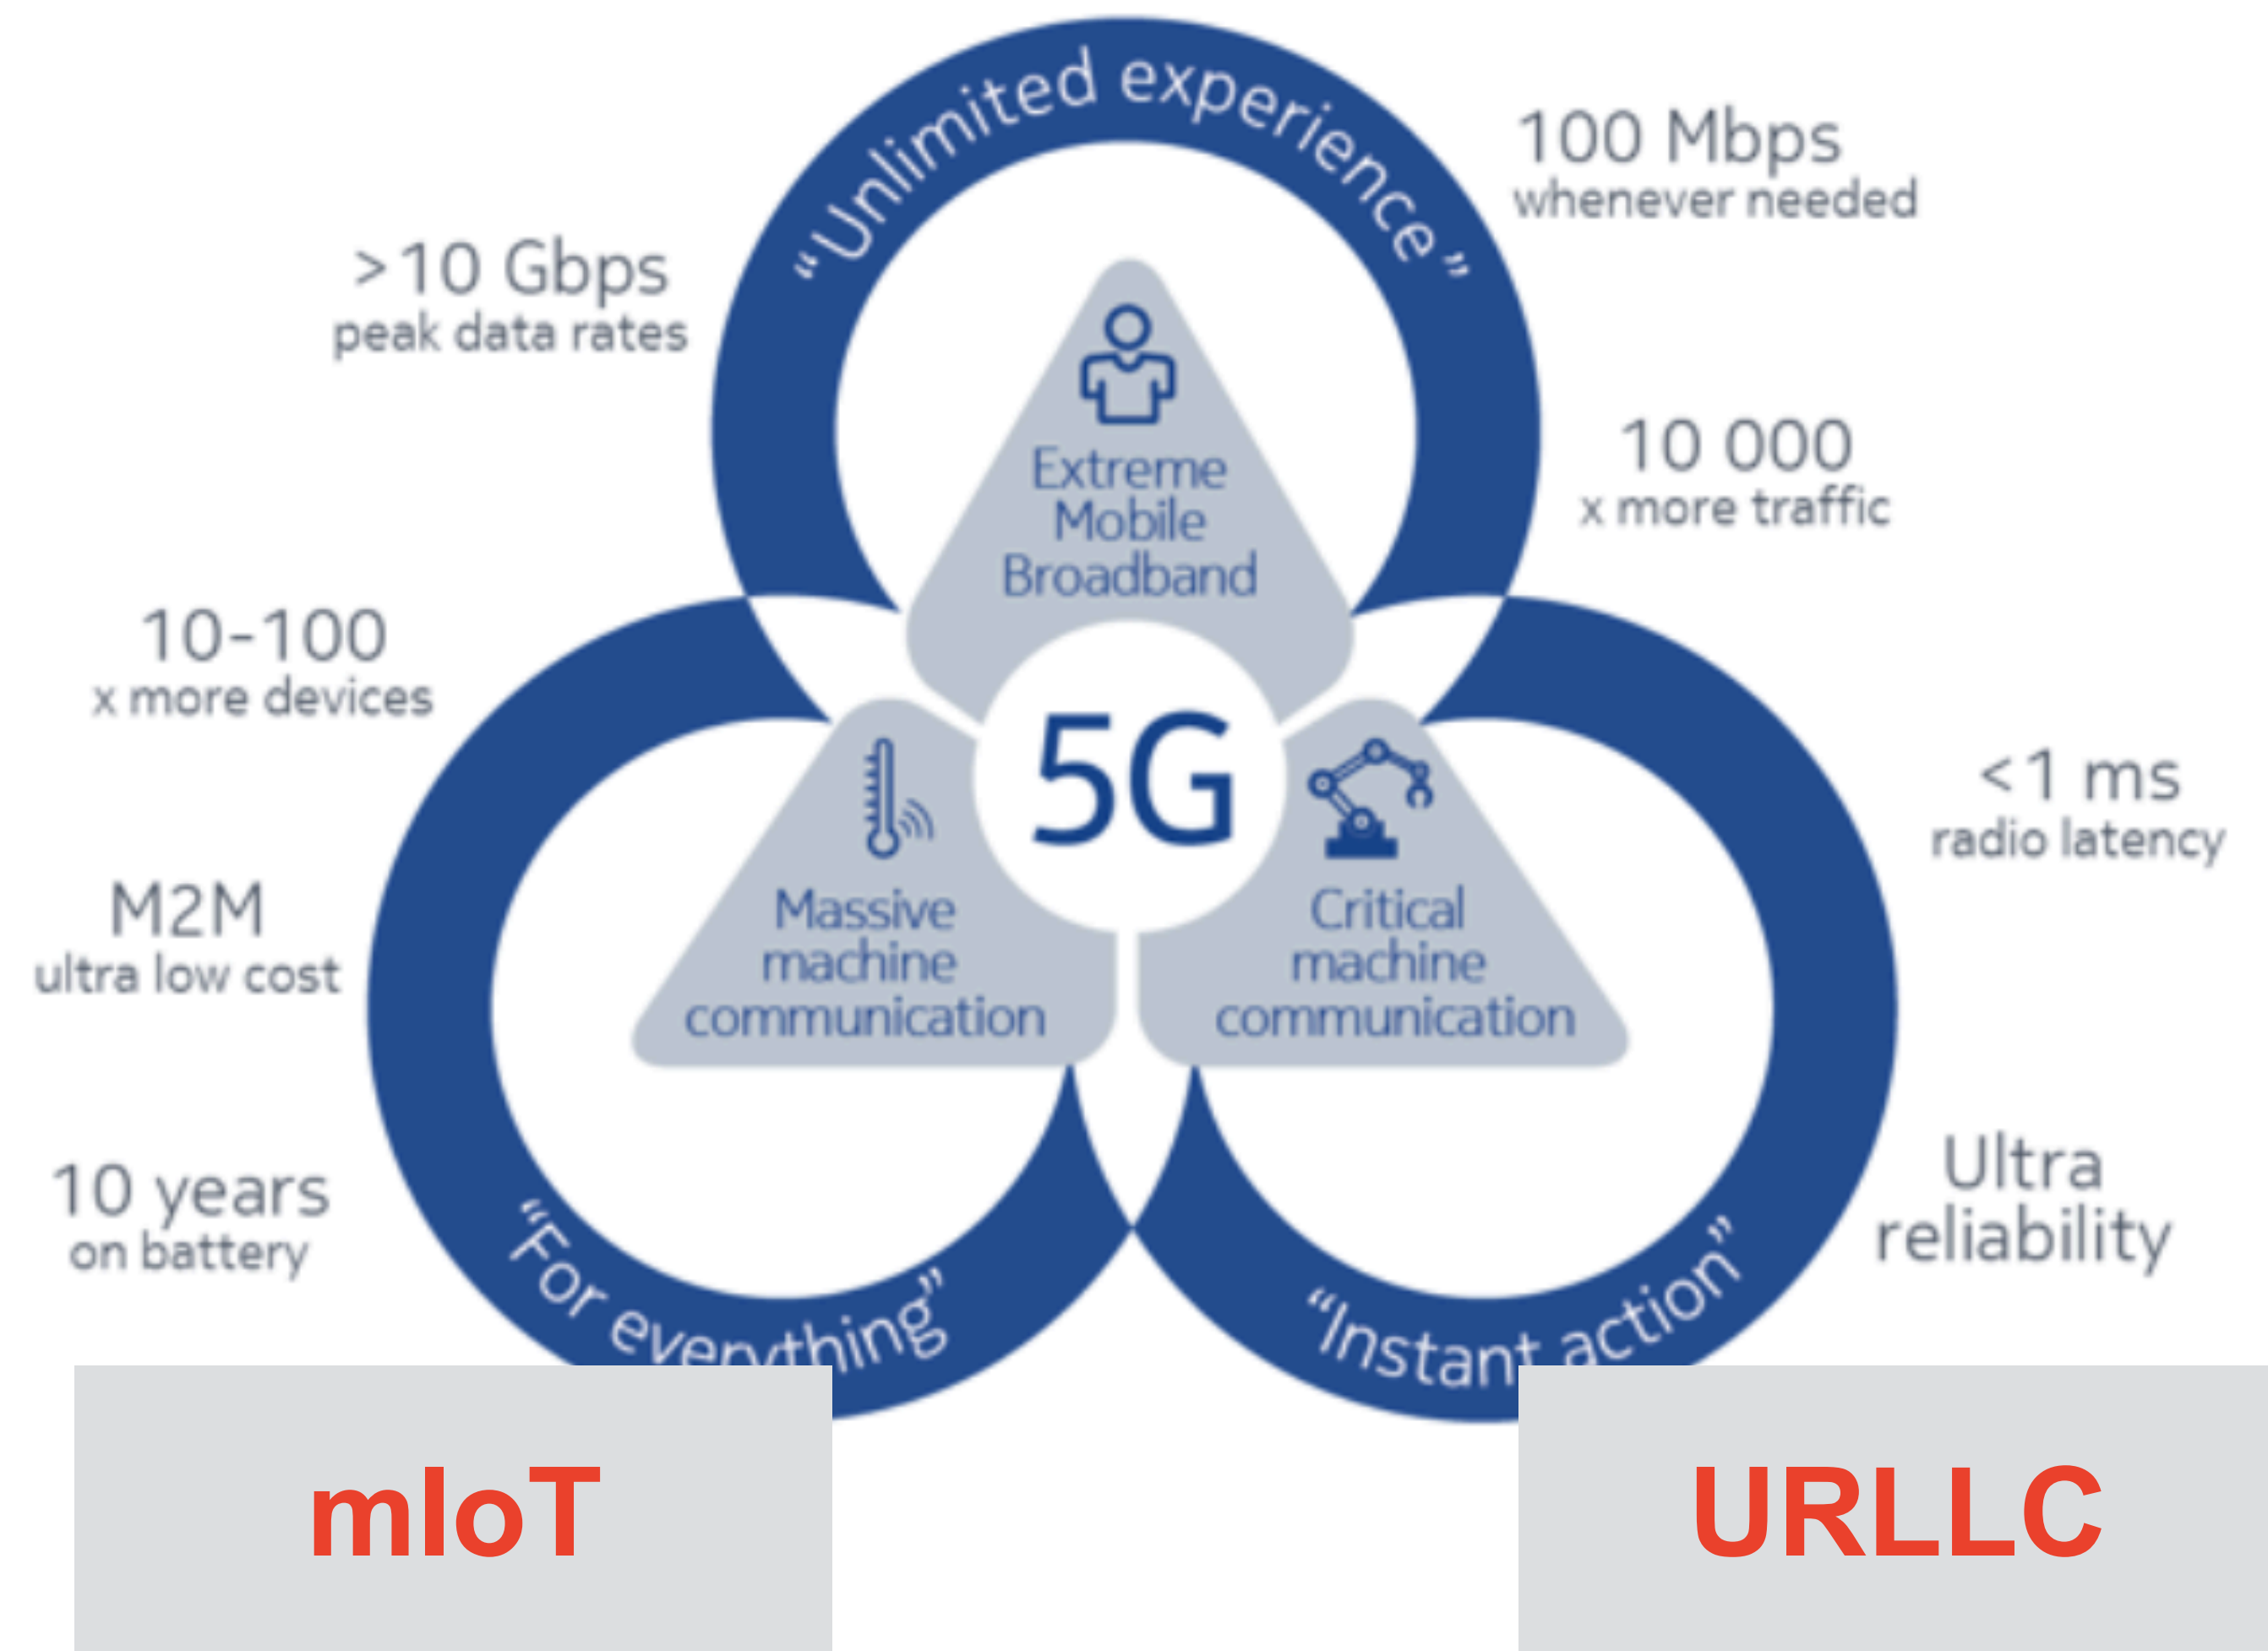 “Unlimited experience”
100 Mbps
whenever needed
>10 Gbps
peak data rates
10 000
x more traffic
Extreme
Mobile
Broadband
10-100
x more devices
5G
<1 ms
radio latency
M2M
ultra low cost
Massive
machine
communication
Critical
machine
communication
10 years
on battery
Ultra
reliability
“For everything”
“Instant action”
mIoT
URLLC